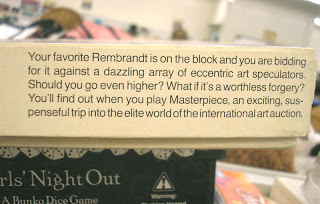 Your favorite Rembrandt is on the block and you are bidding
for it against a dazzling array of eccentric art speculators.
Should you go even higher? What if it's a worthless forgery?
You'll find out when you play Masterpiece, an exciting, sus-
penseful trip into the elite world of the international art auction.
rls' Night Out
A Bunko Dice Game
Warning: